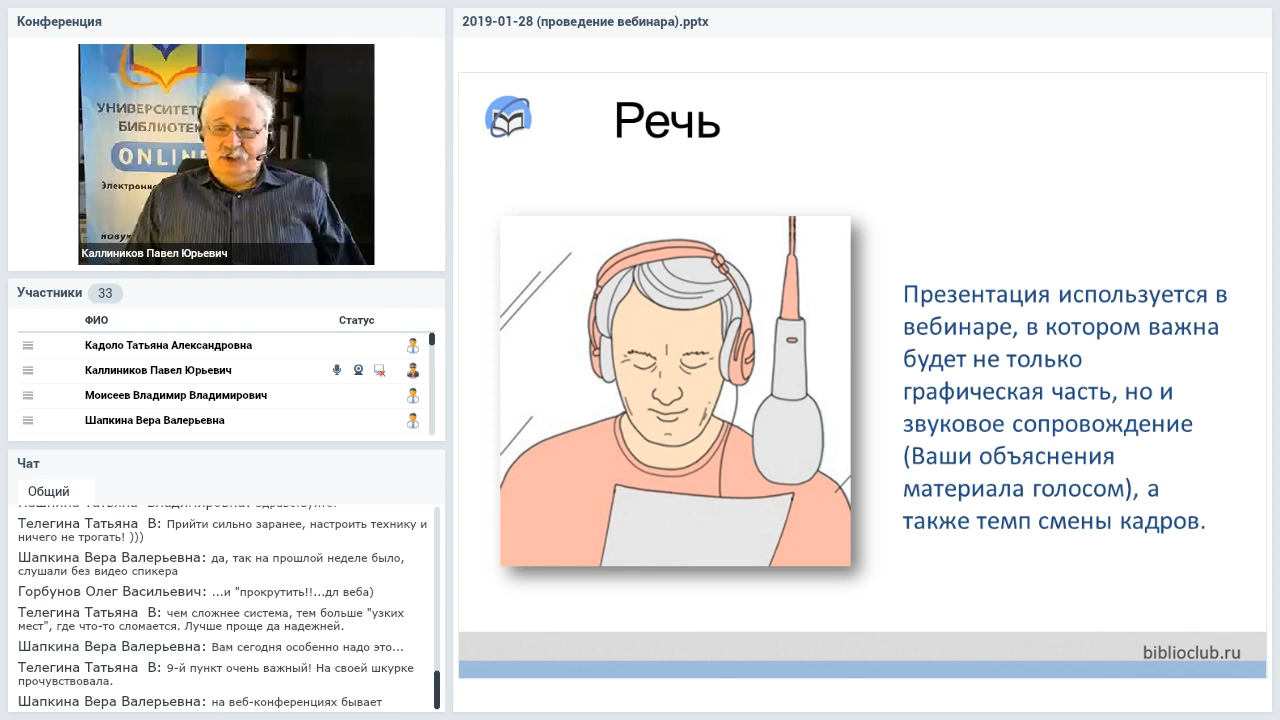 Конференция
УНИВЕРСИТЕТ
БИБЛИОТЕ
ONLINE
Каллиников Павел Юрьевич
Участники 33
ФИО Статус
Кадоло Татьяна Александровна
Каллиников Павел Юрьевич
Моисеев Владимир Владимирович
Шапкина Вера Валерьевна
Чат
Общий
Телегина Татьяна В: Прийти сильно заранее, настроить технику и
ничего не трогать! )))
Шапкина Вера Валерьевна: да, так на прошлой неделе было,
слушали без видео спикера
Горбунов Олег Васильевич: ...и "прокрутить!!...дл веба)
Телегина Татьяна В: чем сложнее система, тем больше "узких
мест", где что-то сломается. Лучше проще да надежней.
Шапкина Вера Валерьевна: Вам сегодня особенно надо это...
Телегина Татьяна В: 9-й пункт очень важный! На своей шкурке
прочувствовала.
Шапкина Вера Валерьевна: на веб-конференциях бывает
2019-01-28 (проведение вебинара).pptx
Речь
Презентация используется в
вебинаре, в котором важна
будет не только
графическая часть, но и
звуковое сопровождение
(Ваши объяснения
материала голосом), а
также темп смены кадров.
biblioclub.ru